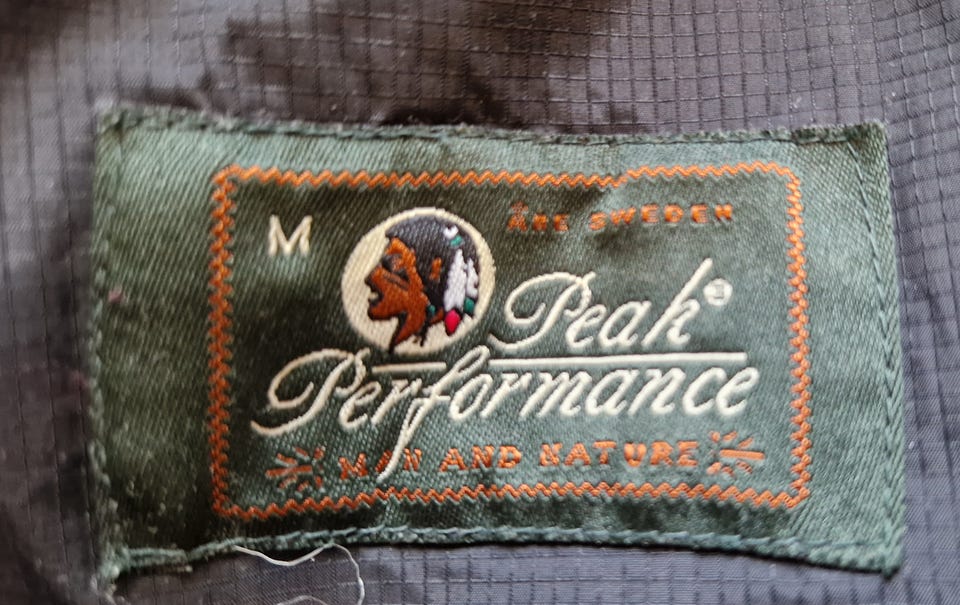 M
ÅRE SWEDEN
Peak®
Performance
MAN AND NATURE